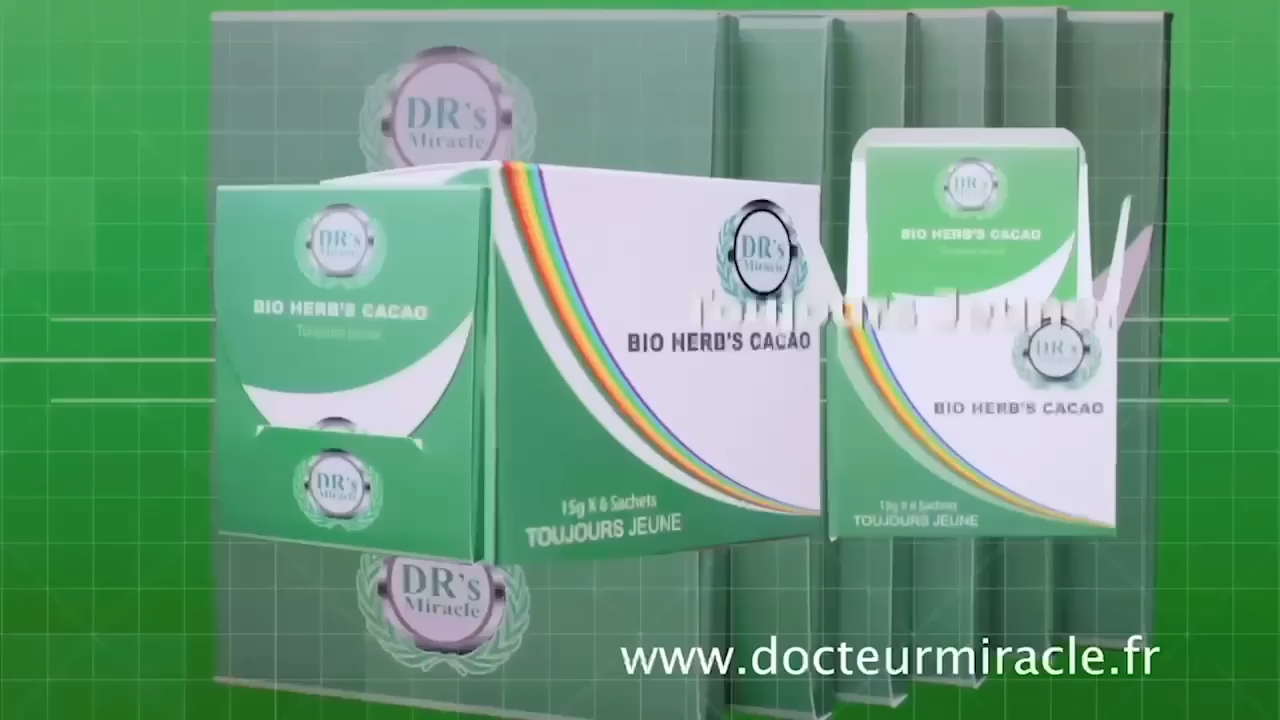 DR's
Miracle
DR's
Miracle
BIO HERB'S CACAO
Toujours jeune
DR's
Miracle
DR's
Miracle
BIO HERB'S CACAO
15g X 6 Sachets
TOUJOURS JEUNE
DR's
BIO HERB'S CACAO
Toujours Jeune
DR's
BIO HERB'S CACAO
15g X 6 Sachets
TOUJOURS JEUNE
DR's
Miracle
www.docteurmiracle.fr